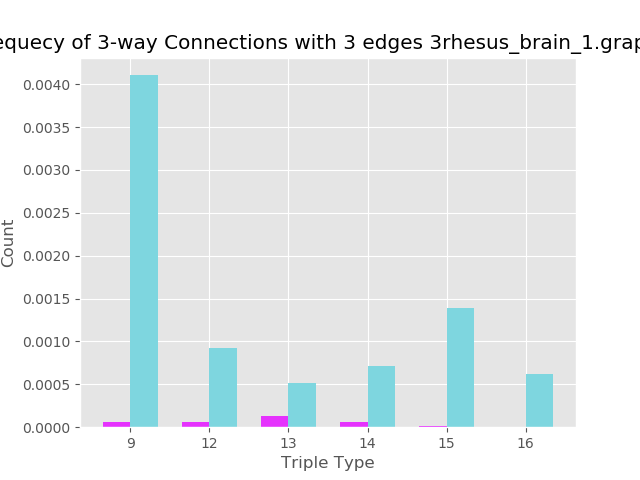 equecy of 3-way Connections with 3 edges 3rhesus_brain_1.grap
0.0040
0.0035
0.0030
0.0025
0.0020
0.0015
0.0010
0.0005
0.0000
Count
9 12 13 14 15 16
Triple Type